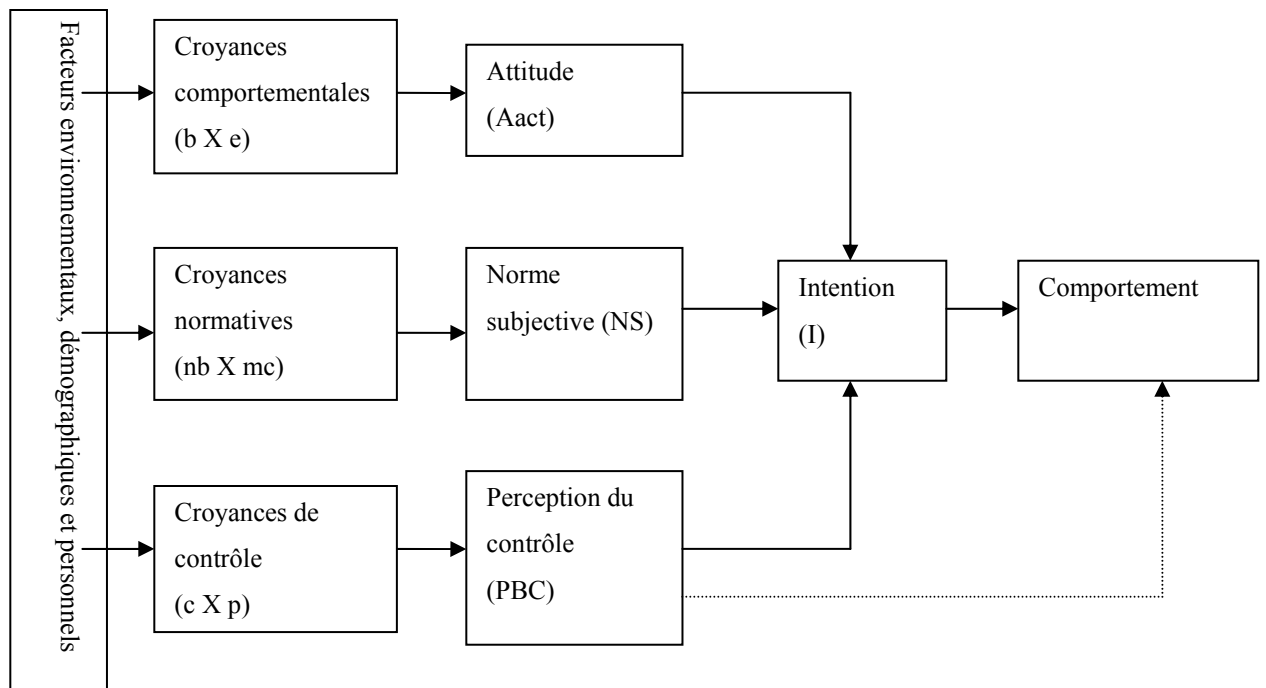 Facteurs environnementaux, démographiques et personnels
Croyances
comportementales
(b X e)
Attitude
(Aact)
Croyances
normatives
(nb X mc)
Norme
subjective (NS)
Intention
(I)
Comportement
Croyances de
contrôle
(c X p)
Perception du
contrôle
(PBC)